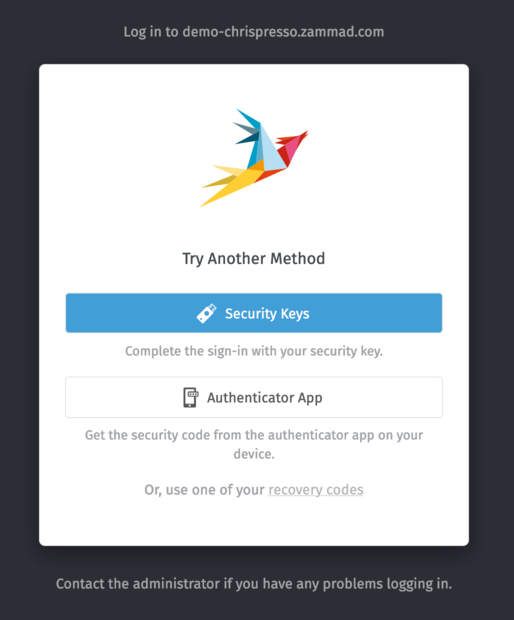 Log in to demo-chrispresso.zammad.com
Try Another Method
Security Keys
Complete the sign-in with your security key.
Authenticator App
Get the security code from the authenticator app on your
device.
Or, use one of your recovery codes
Contact the administrator if you have any problems logging in.